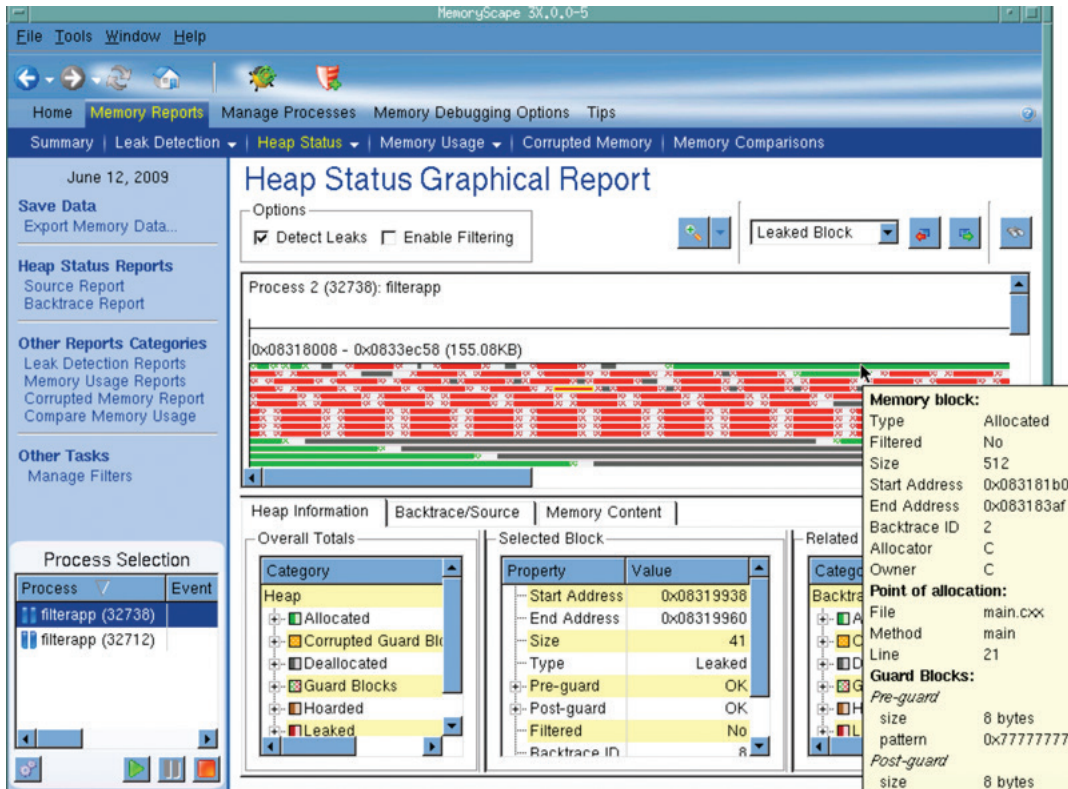 MemoryScape 3X.0.0-5
File Tools Window Help
Home Memory Reports Manage Processes Memory Debugging Options Tips
Summary | Leak Detection | Heap Status | Memory Usage | Corrupted Memory | Memory Comparisons
June 12, 2009
Save Data
Export Memory Data...
Heap Status Reports
Source Report
Backtrace Report
Other Reports Categories
Leak Detection Reports
Memory Usage Reports
Corrupted Memory Report
Compare Memory Usage
Other Tasks
Manage Filters
Process Selection
Process Event
filterapp (32738)
filterapp (32712)
Heap Status Graphical Report
Options
Detect Leaks Enable Filtering
Leaked Block
Process 2 (32738): filterapp
0x08318008 - 0x0833ec58 (155.08KB)
Heap Information Backtrace/Source Memory Content
Overall Totals
Category
Heap
Allocated
Corrupted Guard Blo
Deallocated
Guard Blocks
Hoarded
Leaked
Selected Block
Property Value
Start Address 0x08319938
End Address 0x08319960
Size 41
Type Leaked
Pre-guard OK
Post-guard OK
Filtered No
Backtrace ID 8
Related
Catego
Backtra
A
C
D
G
H
L
Memory block:
Type Allocated
Filtered No
Size 512
Start Address 0x083181b0
End Address 0x083183af
Backtrace ID 2
Allocator C
Owner C
Point of allocation:
File main.cxx
Method main
Line 21
Guard Blocks:
Pre-guard
size 8 bytes
pattern 0x77777777
Post-guard
size 8 bytes